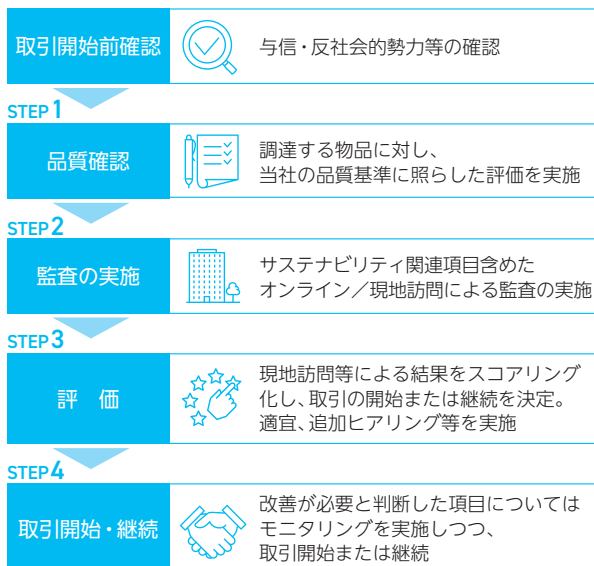 取引開始前確認
与信・反社会的勢力等の確認
STEP 1
品質確認
調達する物品に対し、
当社の品質基準に照らした評価を実施
STEP 2
監査の実施
サステナビリティ関連項目含めた
オンライン／現地訪問による監査の実施
STEP 3
評　価
現地訪問等による結果をスコアリング
化し、取引の開始または継続を決定。
適宜、追加ヒアリング等を実施
STEP 4
取引開始・継続
改善が必要と判断した項目については
モニタリングを実施しつつ、
取引開始または継続